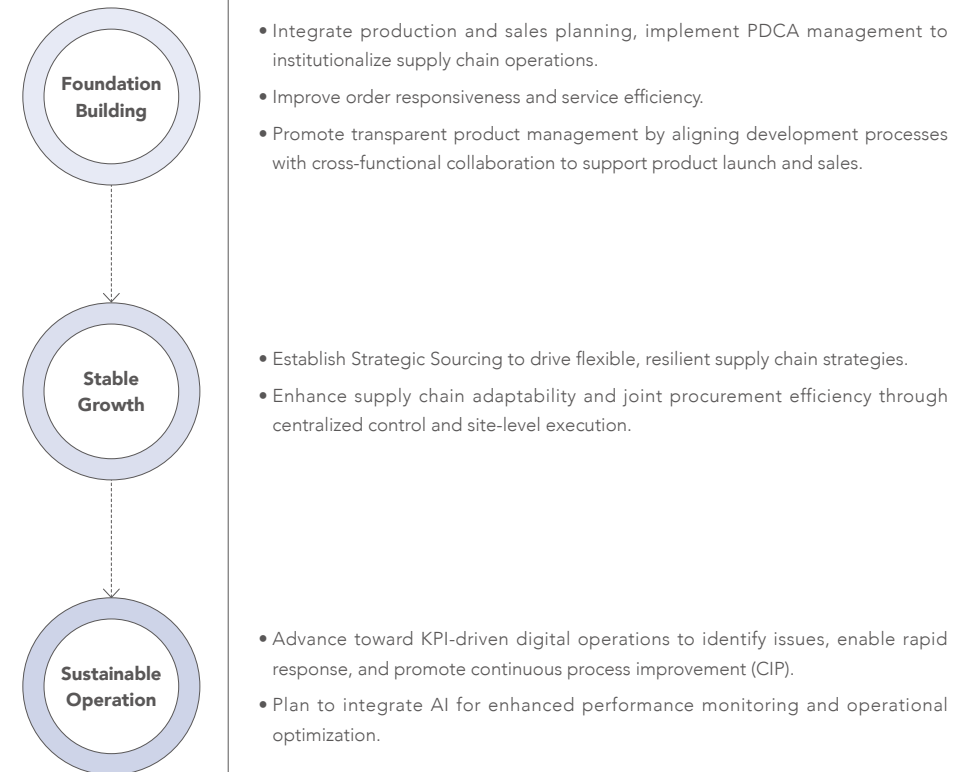 Foundation
Building
• Integrate production and sales planning, implement PDCA management to
institutionalize supply chain operations.
• Improve order responsiveness and service efficiency.
• Promote transparent product management by aligning development processes
with cross-functional collaboration to support product launch and sales.
Stable
Growth
• Establish Strategic Sourcing to drive flexible, resilient supply chain strategies.
• Enhance supply chain adaptability and joint procurement efficiency through
centralized control and site-level execution.
Sustainable
Operation
• Advance toward KPI-driven digital operations to identify issues, enable rapid
response, and promote continuous process improvement (CIP).
• Plan to integrate AI for enhanced performance monitoring and operational
optimization.